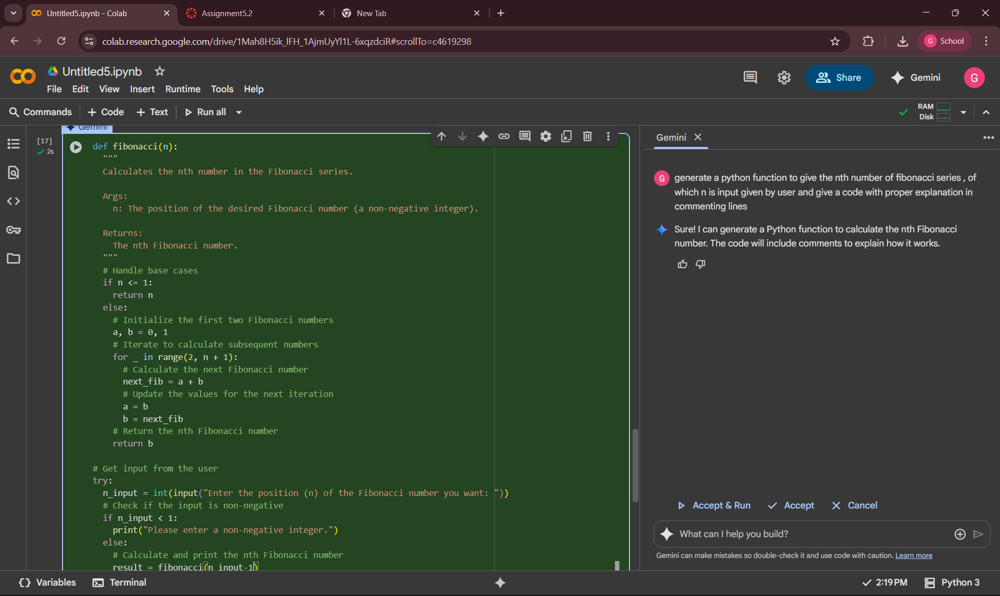 Untitled5.ipynb - Colab
Assignment5.2
New Tab
colab.research.google.com/drive/1Mah8H5ik_lFH_1AjmUyYl1L-6xqzdciR#scrollTo=c4619298
G School
Untitled5.ipynb
File Edit View Insert Runtime Tools Help
Share
Gemini
G
Commands + Code + Text Run all
RAM
Disk
Gemini
[17]
2s
def fibonacci(n):
"""
Calculates the nth number in the Fibonacci series.
Args:
n: The position of the desired Fibonacci number (a non-negative integer).
Returns:
The nth Fibonacci number.
"""
# Handle base cases
if n <= 1:
return n
else:
# Initialize the first two Fibonacci numbers
a, b = 0, 1
# Iterate to calculate subsequent numbers
for _ in range(2, n + 1):
# Calculate the next Fibonacci number
next_fib = a + b
# Update the values for the next iteration
a = b
b = next_fib
# Return the nth Fibonacci number
return b
# Get input from the user
try:
n_input = int(input("Enter the position (n) of the Fibonacci number you want: "))
# Check if the input is non-negative
if n_input < 1:
print("Please enter a non-negative integer.")
else:
# Calculate and print the nth Fibonacci number
result = fibonacci(n_input-1)
Gemini
G
generate a python function to give the nth number of fibonacci series , of
which n is input given by user and give a code with proper explanation in
commenting lines
Sure! I can generate a Python function to calculate the nth Fibonacci
number. The code will include comments to explain how it works.
Accept & Run Accept Cancel
What can I help you build?
Gemini can make mistakes so double-check it and use code with caution. Learn more
Variables Terminal
2:19 PM Python 3